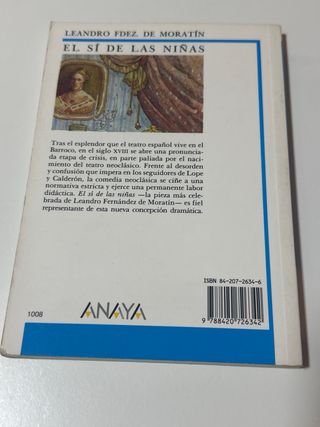 LEANDRO FDEZ. DE MORATÍN
EL SÍ DE LAS NIÑAS
Tras el esplendor que el teatro español vive en el
Barroco, en el siglo XVIII se abre una pronuncia-
da etapa de crisis, en parte paliada por el naci-
miento del teatro neoclásico. Frente al desorden
y confusión que impera en los seguidores de Lope
y Calderón, la comedia neoclásica se ciñe a una
normativa estricta y ejerce una permanente labor
didáctica. El sí de las niñas —la pieza más cele-
brada de Leandro Fernández de Moratín— es fiel
representante de esta nueva concepción dramática.
ISBN 84-207-2634-6
9 788420 726342
1008
ANAYA